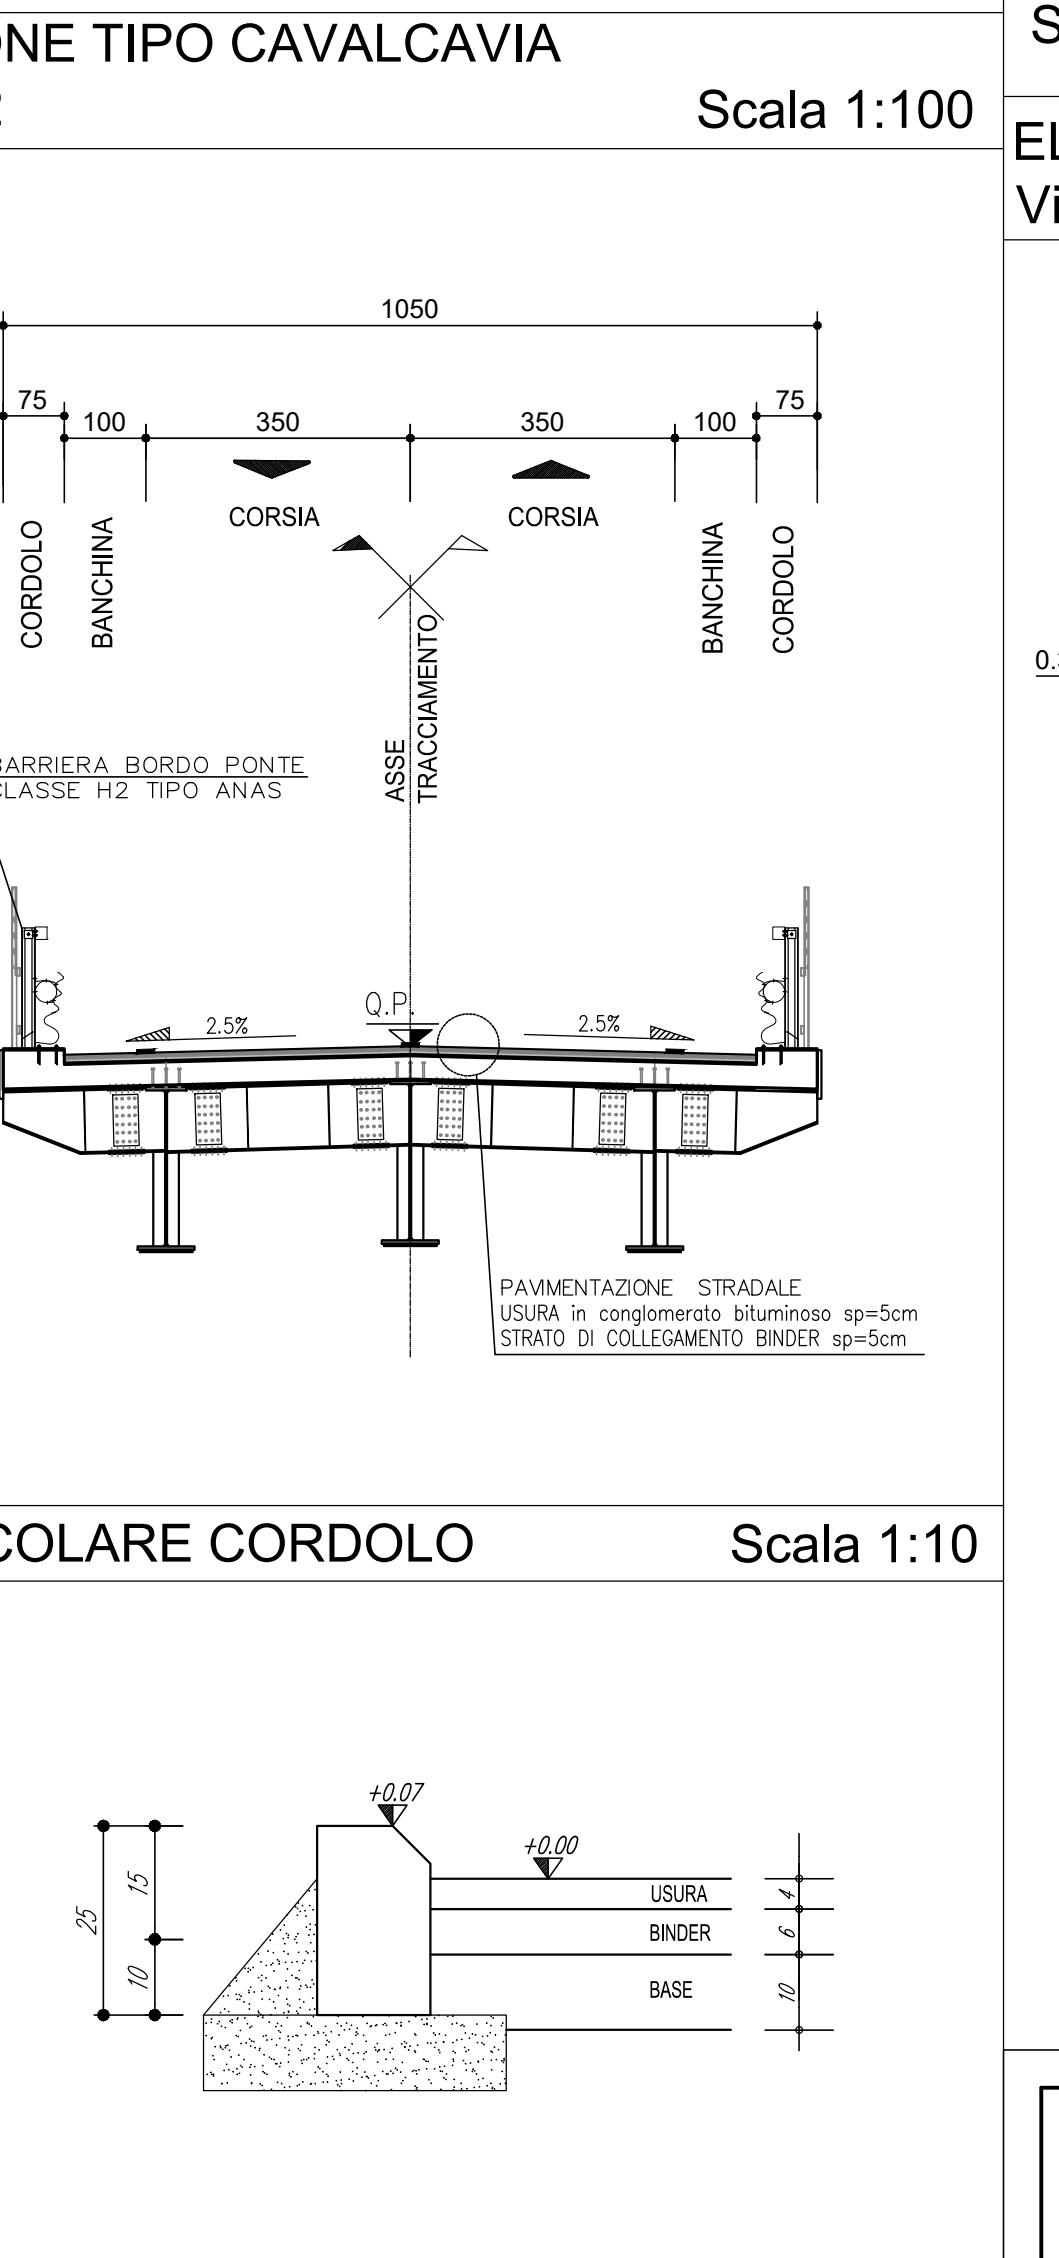 ONE TIPO CAVALCAVIA
Scala 1:100
1050
75
100
350
350
100
75
CORSIA
CORSIA
CORDOLO
BANCHINA
BANCHINA
CORDOLO
ASSE
TRACCIAMENTO
BARRIERA BORDO PONTE
CLASSE H2 TIPO ANAS
Q.P.
2.5%
2.5%
PAVIMENTAZIONE STRADALE
USURA in conglomerato bituminoso sp=5cm
STRATO DI COLLEGAMENTO BINDER sp=5cm
COLARE CORDOLO
Scala 1:10
+0.07
+0.00
25
15
10
USURA
BINDER
BASE
4
6
10
S
EL
Vi
0.